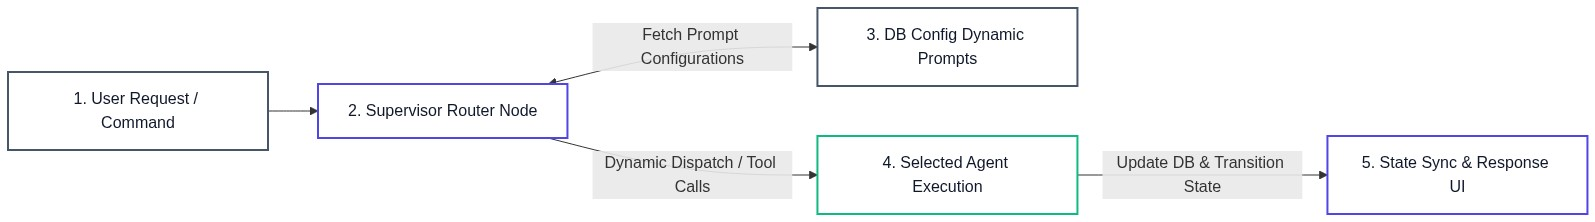 1. User Request /
Command
2. Supervisor Router Node
Fetch Prompt
Configurations
3. DB Config Dynamic
Prompts
Dynamic Dispatch / Tool
Calls
4. Selected Agent
Execution
Update DB & Transition
State
5. State Sync & Response
UI